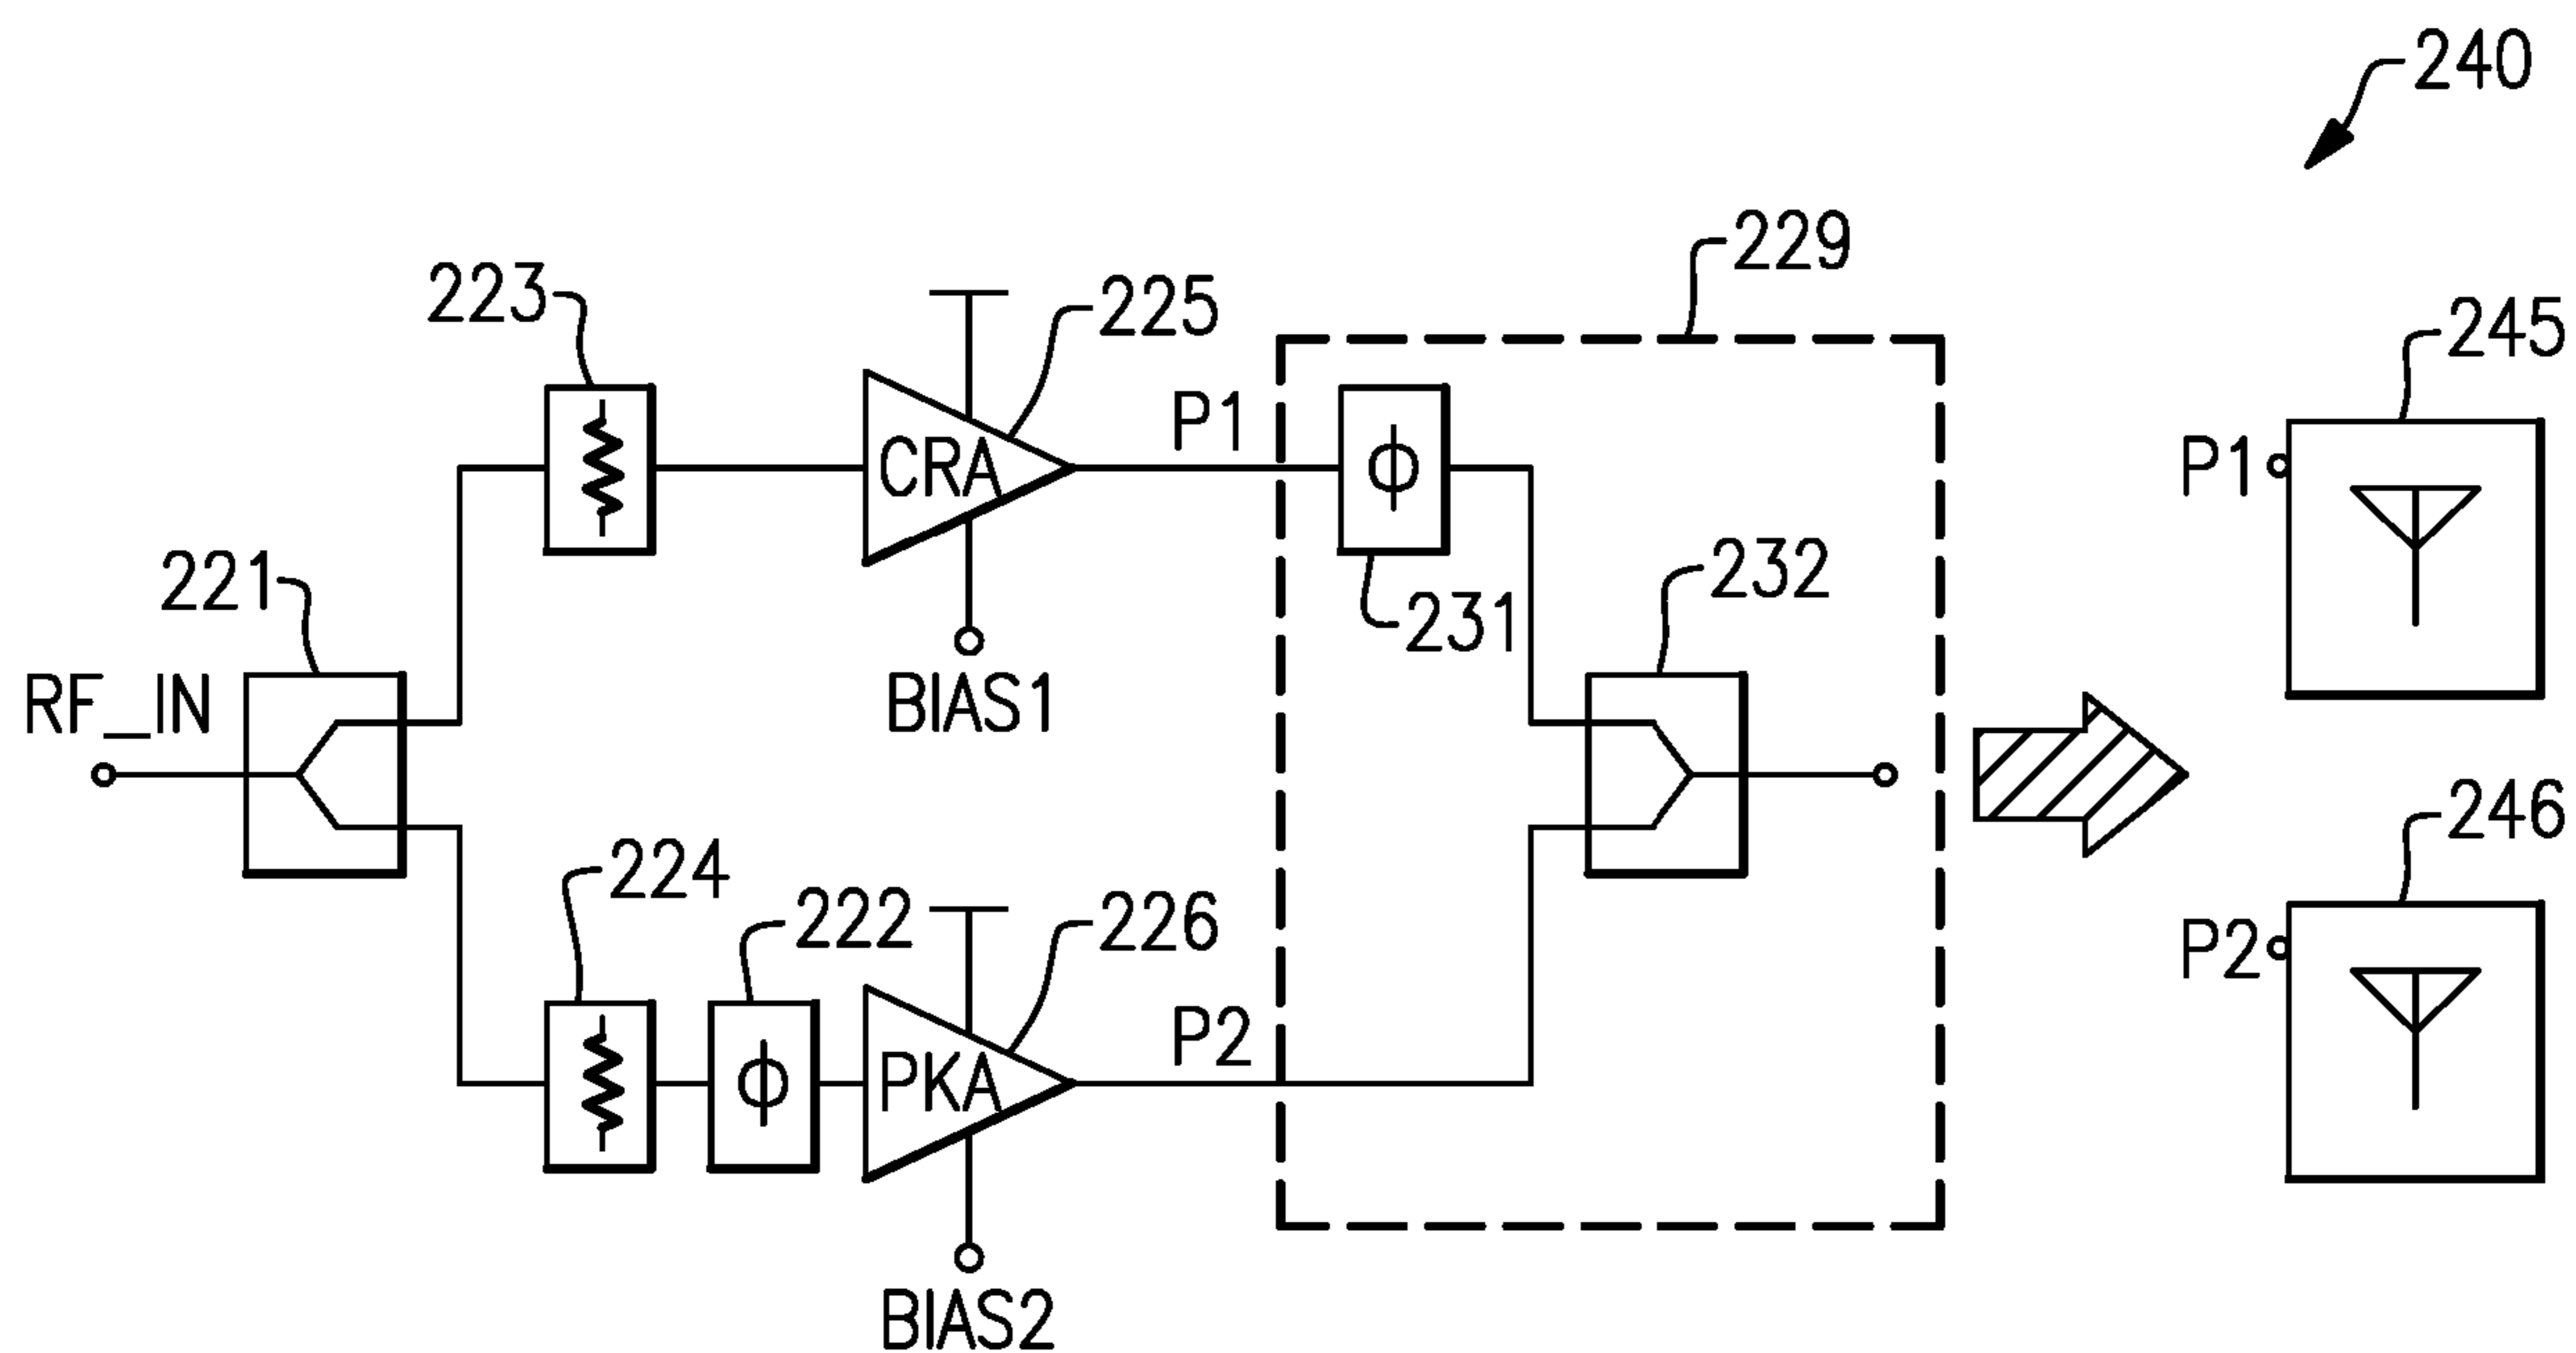 240
229
223
225
245
P1
CRA
P1
ϕ
221
232
231
RF_IN
BIAS1
246
224
222
226
P2
P2
PKA
ϕ
BIAS2